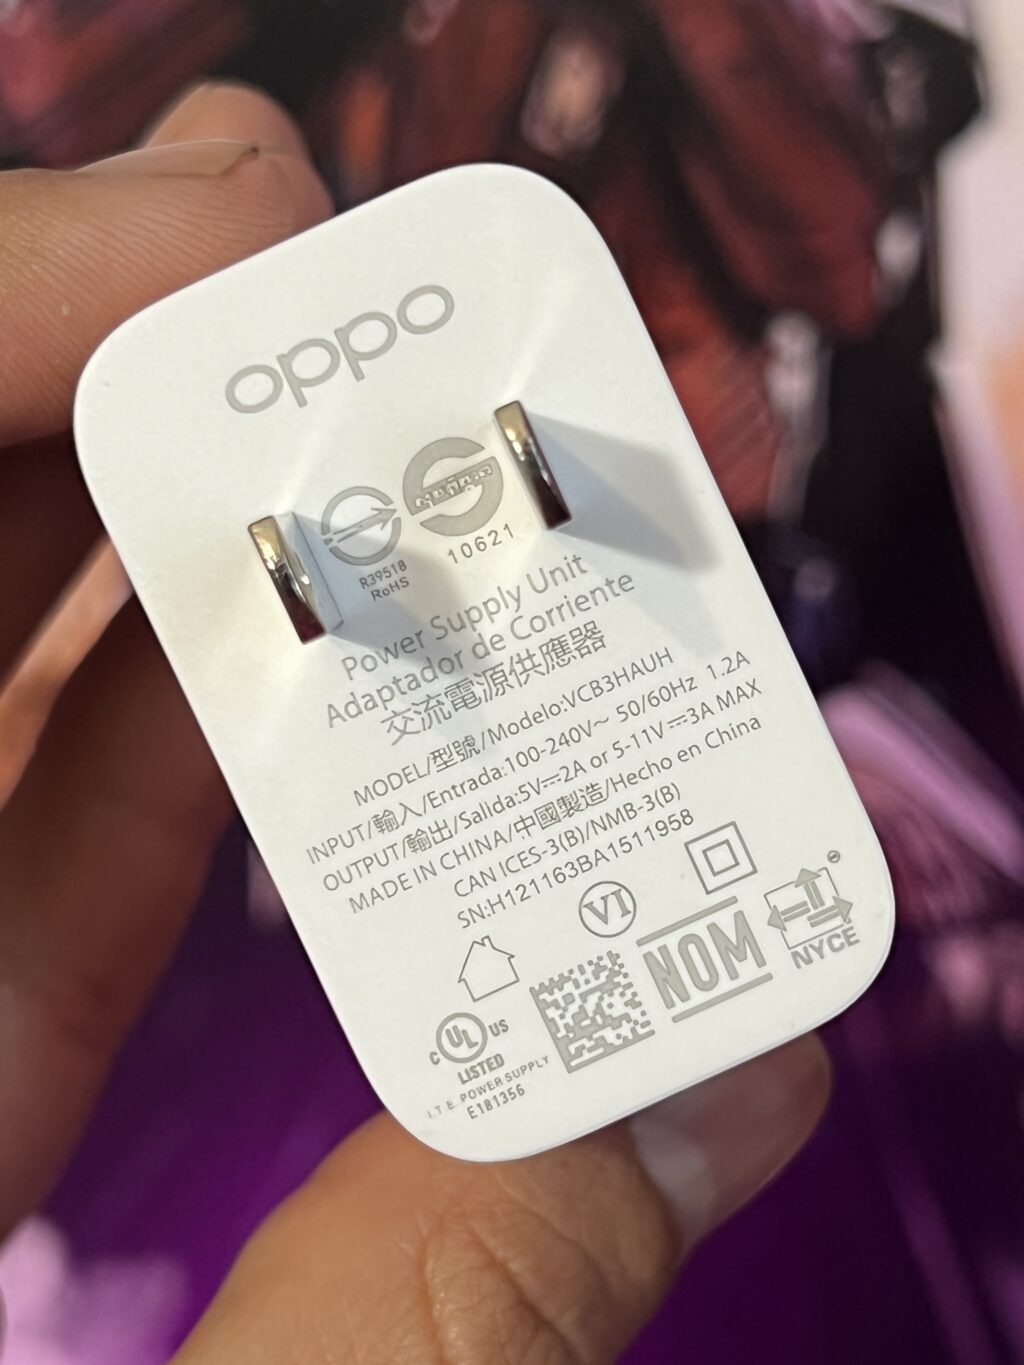 oppo
R39518
RoHS
10621
Power Supply Unit
Adaptador de Corriente
交流電源供應器
MODEL/型號/Modelo:VCB3HAUH
INPUT/輸入/Entrada:100-240V~ 50/60Hz 1.2A
OUTPUT/輸出/Salida:5V⎓2A or 5-11V⎓3A MAX
MADE IN CHINA/中國製造/Hecho en China
CAN ICES-3(B)/NMB-3(B)
SN:H121163BA1511958
VI
NOM
NYCE
C UL US
LISTED
I.T.E. POWER SUPPLY
E181356